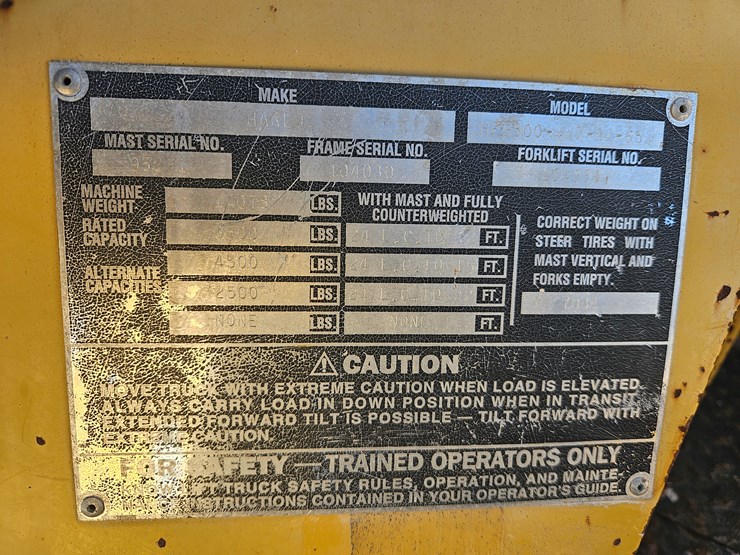 MAKE
MODEL
MAST SERIAL NO.
FRAME SERIAL NO.
104030
FORKLIFT SERIAL NO.
MACHINE
WEIGHT
LBS.
WITH MAST AND FULLY
COUNTERWEIGHTED
RATED
CAPACITY
LBS.
FT.
ALTERNATE
CAPACITIES
4300
LBS.
FT.
2500
LBS.
FT.
NONE
LBS.
NONE
FT.
CORRECT WEIGHT ON
STEER TIRES WITH
MAST VERTICAL AND
FORKS EMPTY.
CAUTION
MOVE TRUCK WITH EXTREME CAUTION WHEN LOAD IS ELEVATED.
ALWAYS CARRY LOAD IN DOWN POSITION WHEN IN TRANSIT.
EXTENDED FORWARD TILT IS POSSIBLE — TILT FORWARD WITH
EXTREME CAUTION
FOR SAFETY — TRAINED OPERATORS ONLY
TRUCK SAFETY RULES, OPERATION, AND MAINTE-
INSTRUCTIONS CONTAINED IN YOUR OPERATOR'S GUIDE.